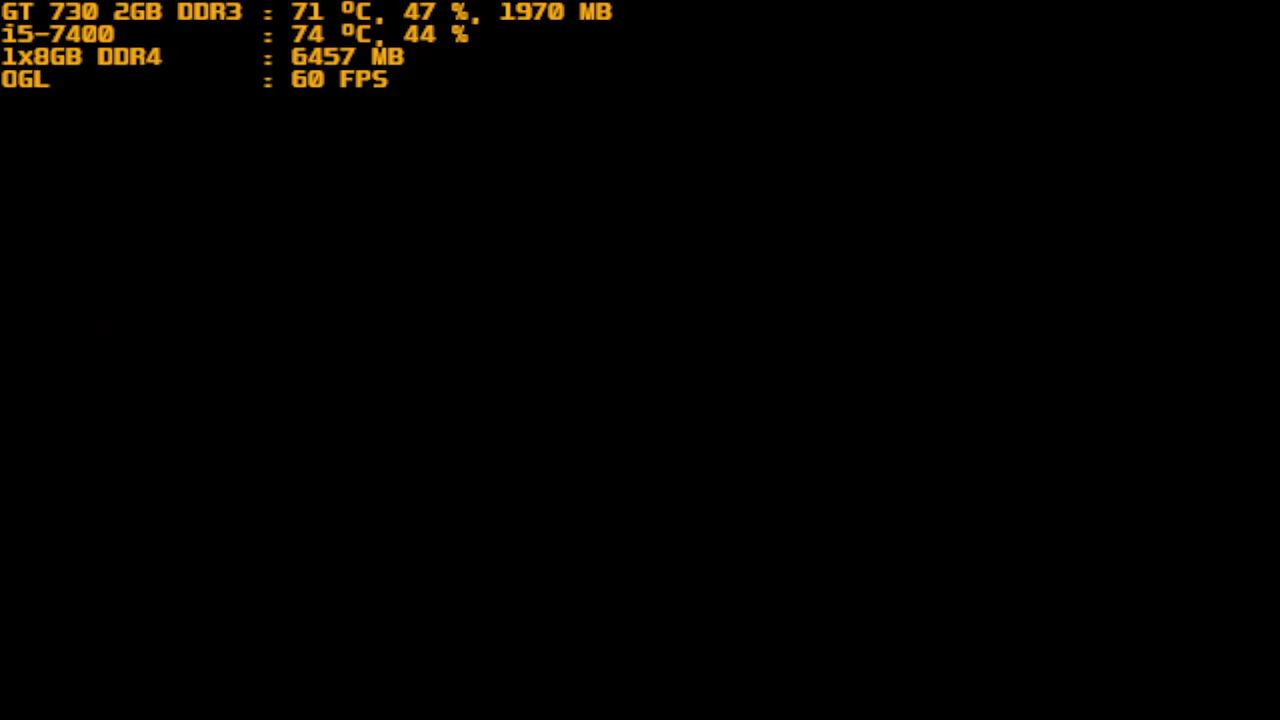 GT 730 2GB DDR3 : 71 ºC, 47 %, 1970 MB
i5-7400 : 74 ºC, 44 %
1x8GB DDR4 : 6457 MB
OGL : 60 FPS